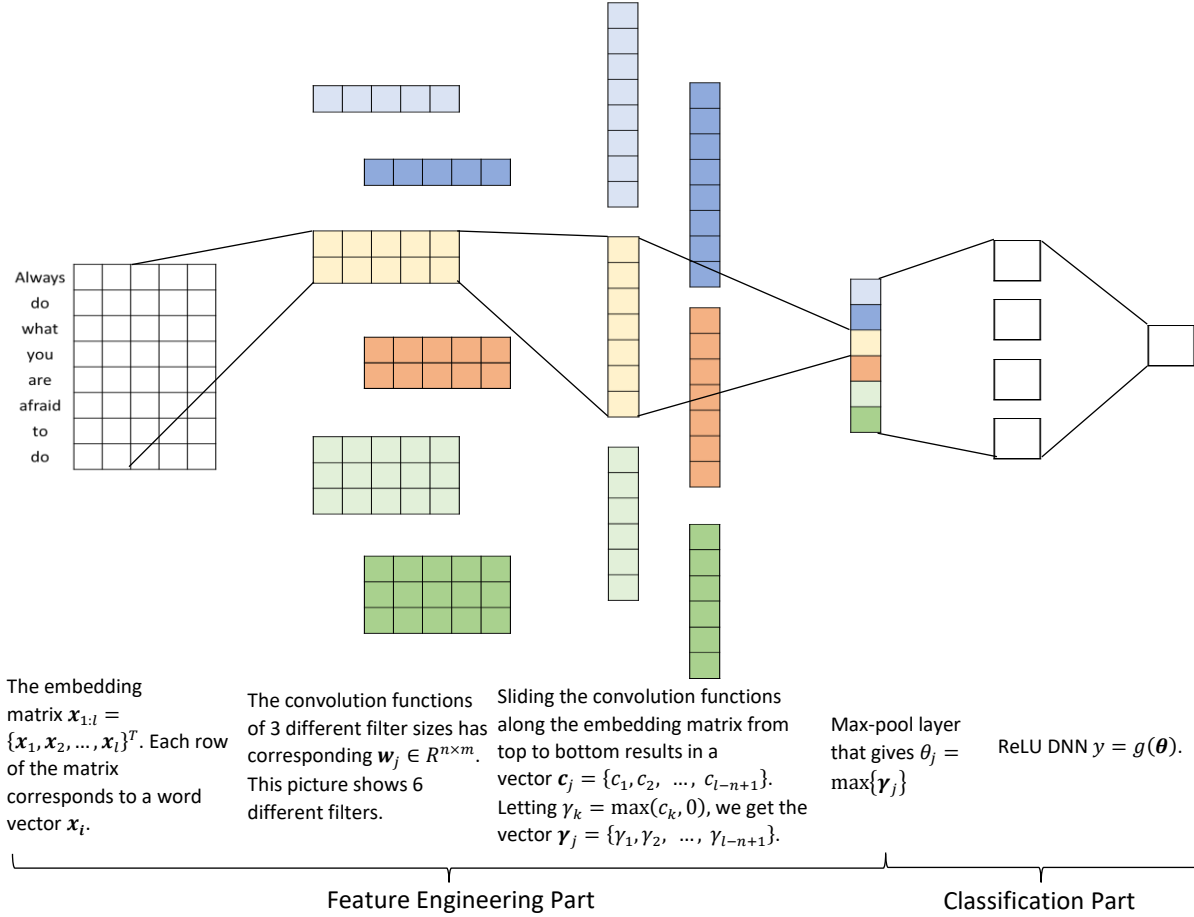 Always
do
what
you
are
afraid
to
do
The embedding
matrix 𝒙₁:ₗ =
{𝒙₁, 𝒙₂, … , 𝒙ₗ}ᵀ. Each row
of the matrix
corresponds to a word
vector 𝒙ᵢ.
The convolution functions
of 3 different filter sizes has
corresponding 𝒘ⱼ ∈ 𝑅ⁿˣᵐ.
This picture shows 6
different filters.
Sliding the convolution functions
along the embedding matrix from
top to bottom results in a
vector 𝒄ⱼ = {𝑐₁, 𝑐₂, … , 𝑐ₗ₋ₙ₊₁}.
Letting 𝛾ₖ = max(𝑐ₖ, 0), we get the
vector 𝜸ⱼ = {𝛾₁, 𝛾₂, … , 𝛾ₗ₋ₙ₊₁}.
Max-pool layer
that gives 𝜃ⱼ =
max{𝜸ⱼ}
ReLU DNN 𝑦 = 𝑔(𝜽).
Feature Engineering Part
Classification Part